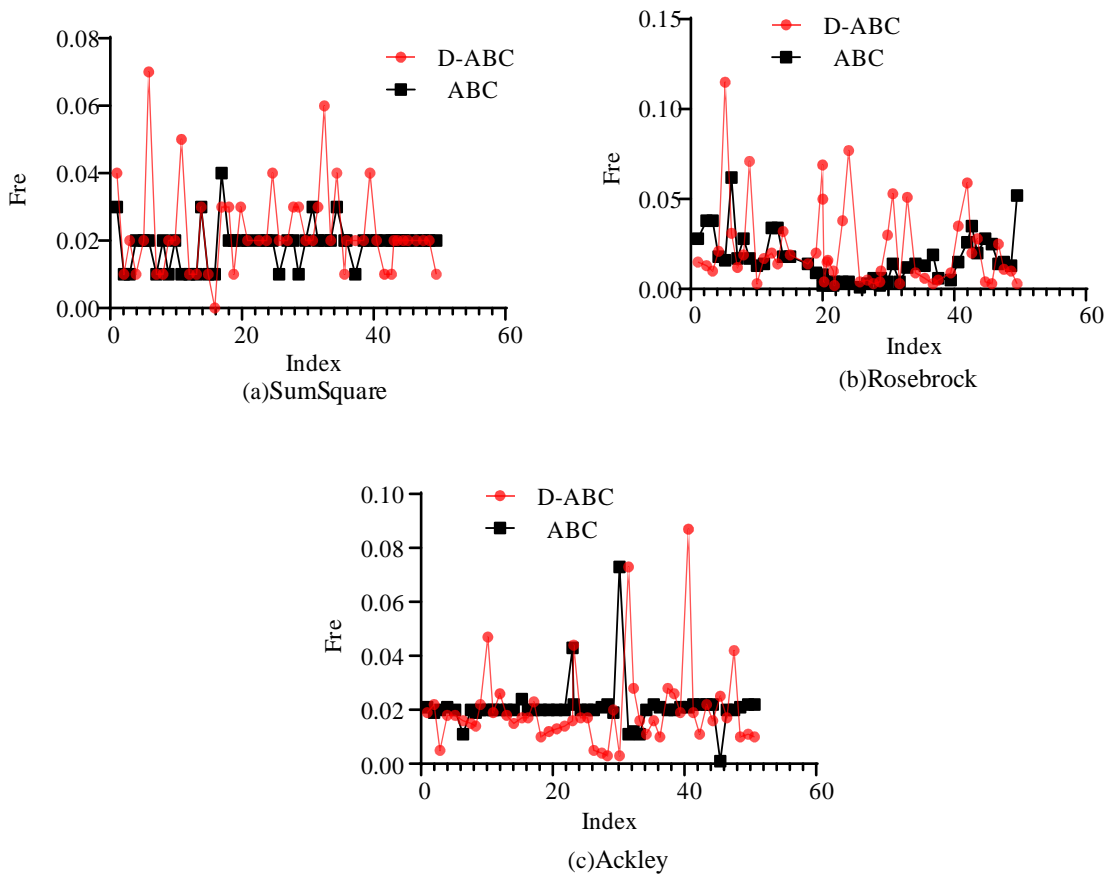 0.08
0.06
0.04
0.02
0.00
Fre
D-ABC
ABC
0
20
40
60
Index
(a)SumSquare
0.15
0.10
0.05
0.00
Fre
D-ABC
ABC
0
20
40
60
Index
(b)Rosebrock
0.10
0.08
0.06
0.04
0.02
0.00
Fre
D-ABC
ABC
0
20
40
60
Index
(c)Ackley